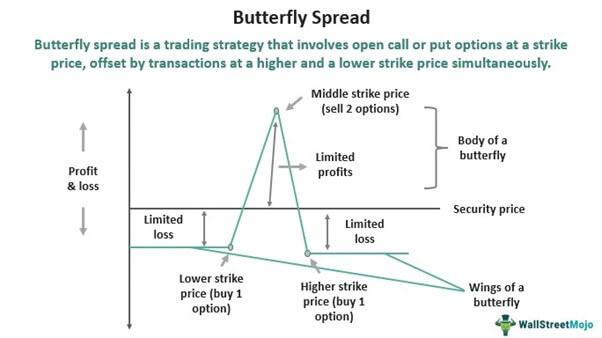 Butterfly Spread
Butterfly spread is a trading strategy that involves open call or put options at a strike
price, offset by transactions at a higher and a lower strike price simultaneously.
Middle strike price
(sell 2 options)
Body of a
butterfly
Profit
& loss
Limited
profits
Security price
Limited
loss
Limited
loss
Lower strike
price (buy 1
option)
Higher strike
price (buy 1
option)
Wings of a
butterfly
WallStreetMojo